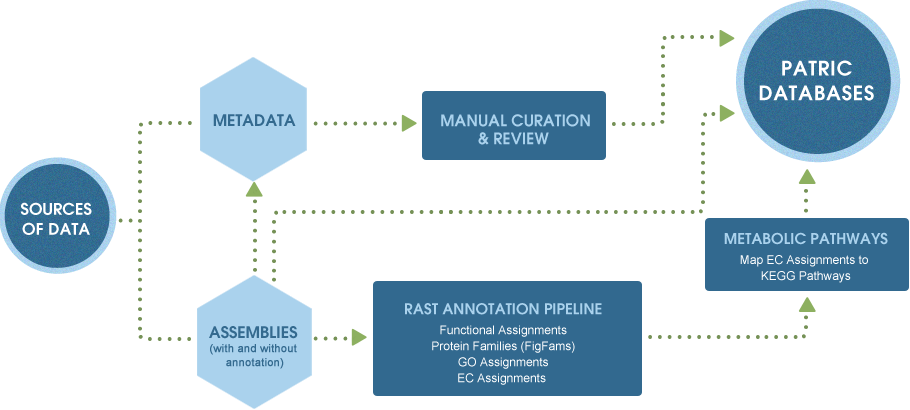 SOURCES
OF DATA
METADATA
MANUAL CURATION
& REVIEW
PATRIC
DATABASES
ASSEMBLIES
(with and without
annotation)
RAST ANNOTATION PIPELINE
Functional Assignments
Protein Families (FigFams)
GO Assignments
EC Assignments
METABOLIC PATHWAYS
Map EC Assignments to
KEGG Pathways